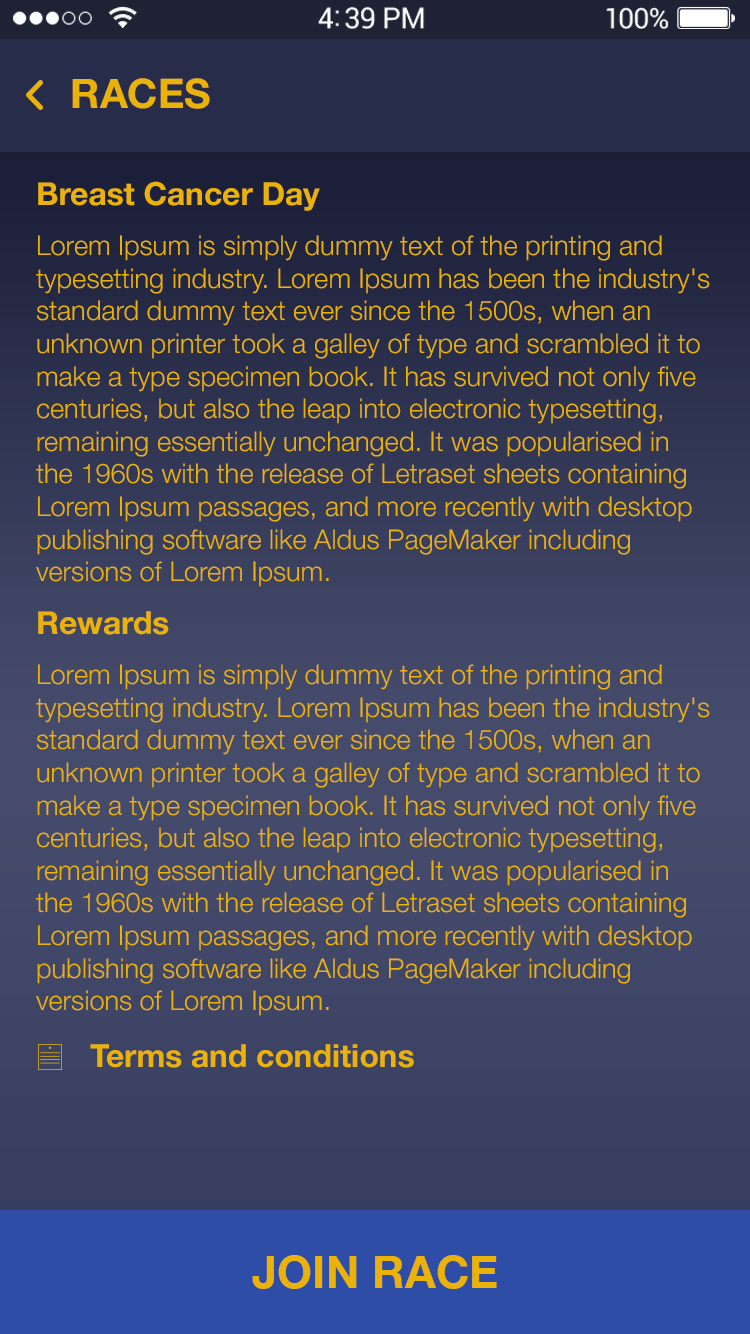 4:39 PM 100%
RACES
Breast Cancer Day
Lorem Ipsum is simply dummy text of the printing and
typesetting industry. Lorem Ipsum has been the industry's
standard dummy text ever since the 1500s, when an
unknown printer took a galley of type and scrambled it to
make a type specimen book. It has survived not only five
centuries, but also the leap into electronic typesetting,
remaining essentially unchanged. It was popularised in
the 1960s with the release of Letraset sheets containing
Lorem Ipsum passages, and more recently with desktop
publishing software like Aldus PageMaker including
versions of Lorem Ipsum.
Rewards
Lorem Ipsum is simply dummy text of the printing and
typesetting industry. Lorem Ipsum has been the industry's
standard dummy text ever since the 1500s, when an
unknown printer took a galley of type and scrambled it to
make a type specimen book. It has survived not only five
centuries, but also the leap into electronic typesetting,
remaining essentially unchanged. It was popularised in
the 1960s with the release of Letraset sheets containing
Lorem Ipsum passages, and more recently with desktop
publishing software like Aldus PageMaker including
versions of Lorem Ipsum.
Terms and conditions
JOIN RACE